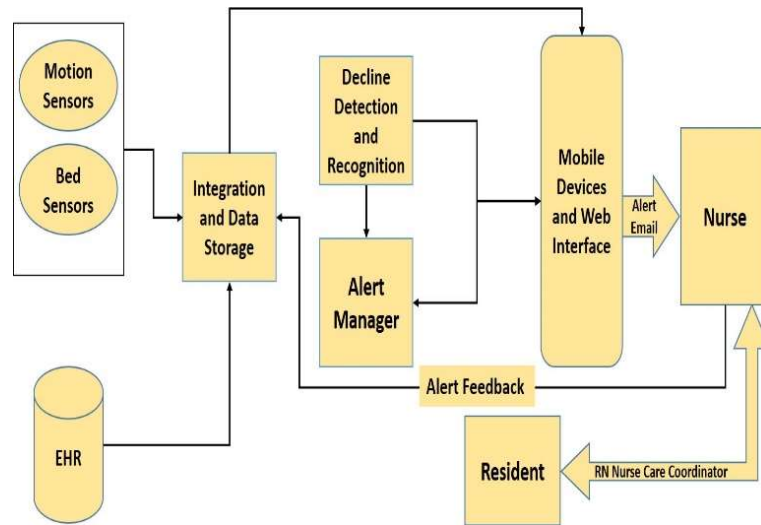 Motion
Sensors
Bed
Sensors
Integration
and Data
Storage
EHR
Decline
Detection
and
Recognition
Alert
Manager
Mobile
Devices
and Web
Interface
Alert
Email
Nurse
Alert Feedback
Resident
RN Nurse Care Coordinator